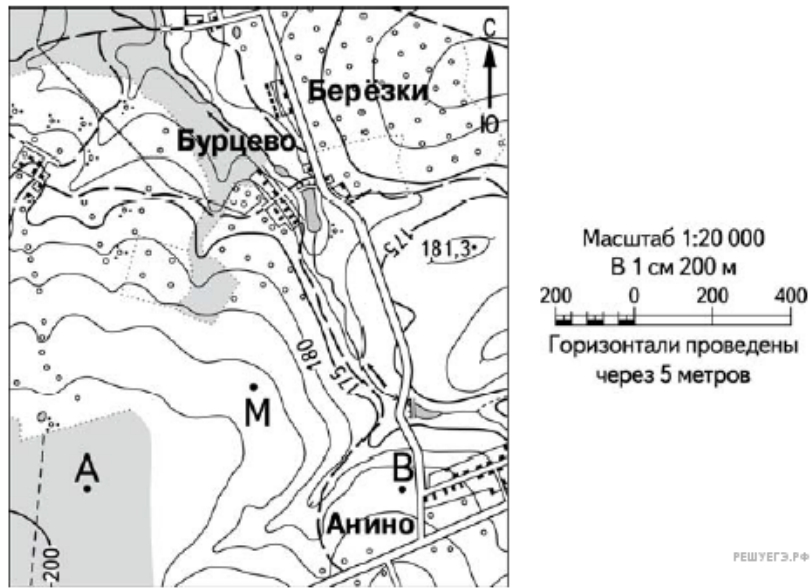 С
Ю
Берёзки
Бурцево
175
181,3
180
175
М
А
В
Анино
200
Масштаб 1:20 000
В 1 см 200 м
200 0 200 400
Горизонтали проведены
через 5 метров
РЕШУЕГЭ.РФ